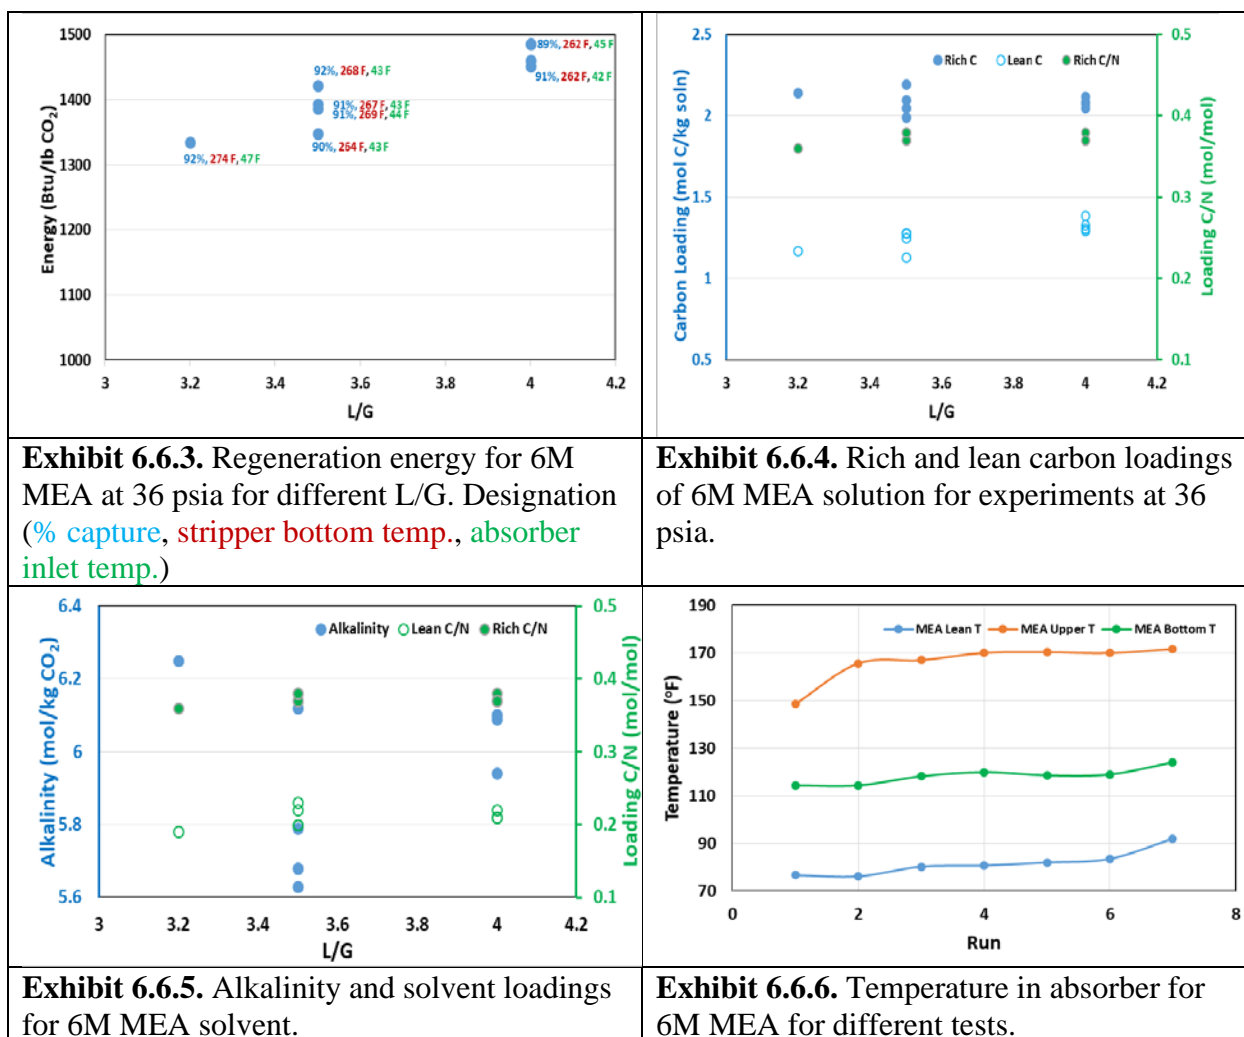 1500
1400
1300
1200
1100
1000
Energy (Btu/lb CO₂)
89%, 262 F, 45 F
91%, 262 F, 42 F
92%, 268 F, 43 F
91%, 267 F, 43 F
91%, 269 F, 44 F
90%, 264 F, 43 F
92%, 274 F, 47 F
3 3.2 3.4 3.6 3.8 4 4.2
L/G
2.5
2
1.5
1
0.5
Carbon Loading (mol C/kg soln)
Rich C Lean C Rich C/N
0.5
0.4
0.3
0.2
0.1
Loading C/N (mol/mol)
3 3.2 3.4 3.6 3.8 4 4.2
L/G
Exhibit 6.6.3. Regeneration energy for 6M
MEA at 36 psia for different L/G. Designation
(% capture, stripper bottom temp., absorber
inlet temp.)
Exhibit 6.6.4. Rich and lean carbon loadings
of 6M MEA solution for experiments at 36
psia.
6.4
6.2
6
5.8
5.6
Alkalinity (mol/kg CO₂)
Alkalinity Lean C/N Rich C/N
0.5
0.4
0.3
0.2
0.1
Loading C/N (mol/mol)
3 3.2 3.4 3.6 3.8 4 4.2
L/G
190
170
150
130
110
90
70
Temperature (°F)
MEA Lean T MEA Upper T MEA Bottom T
0 2 4 6 8
Run
Exhibit 6.6.5. Alkalinity and solvent loadings
for 6M MEA solvent.
Exhibit 6.6.6. Temperature in absorber for
6M MEA for different tests.